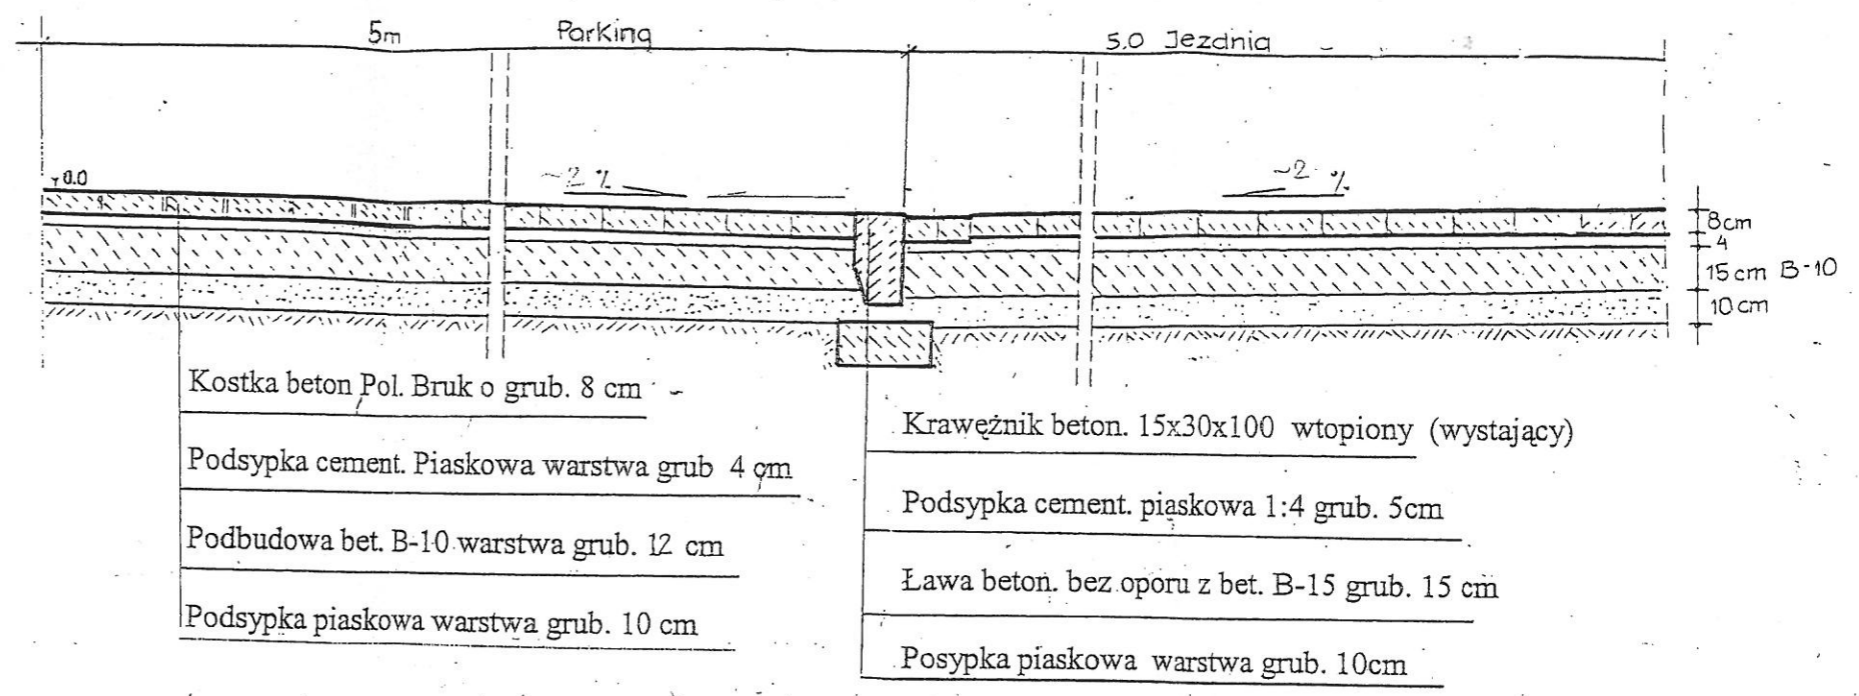 5m Parking 5.0 Jezdnia
0.0
~2 % ~2 %
8cm
4
15cm B-10
10cm
Kostka beton Pol. Bruk o grub. 8 cm
Podsypka cement. Piaskowa warstwa grub 4 cm
Podbudowa bet. B-10 warstwa grub. 12 cm
Podsypka piaskowa warstwa grub. 10 cm
Krawężnik beton. 15x30x100 wtopiony (wystający)
Podsypka cement. piaskowa 1:4 grub. 5cm
Ława beton. bez oporu z bet. B-15 grub. 15 cm
Posypka piaskowa warstwa grub. 10cm